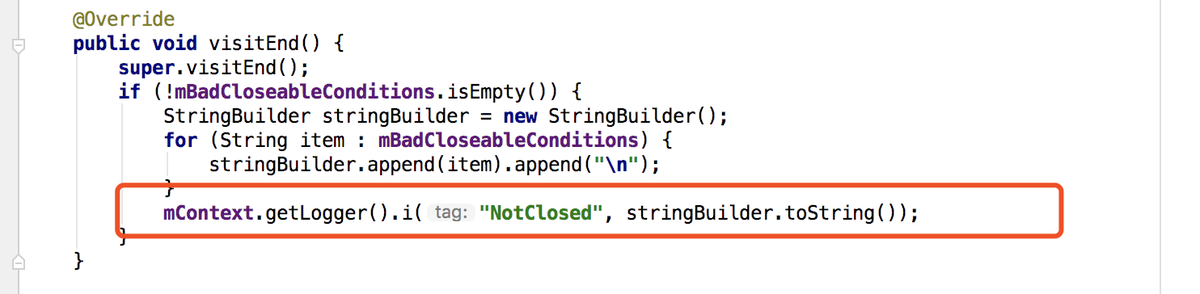 @Override
public void visitEnd() {
    super.visitEnd();
    if (!mBadCloseableConditions.isEmpty()) {
        StringBuilder stringBuilder = new StringBuilder();
        for (String item : mBadCloseableConditions) {
            stringBuilder.append(item).append("\n");
        }
        mContext.getLogger().i( tag: "NotClosed", stringBuilder.toString());
    }
}